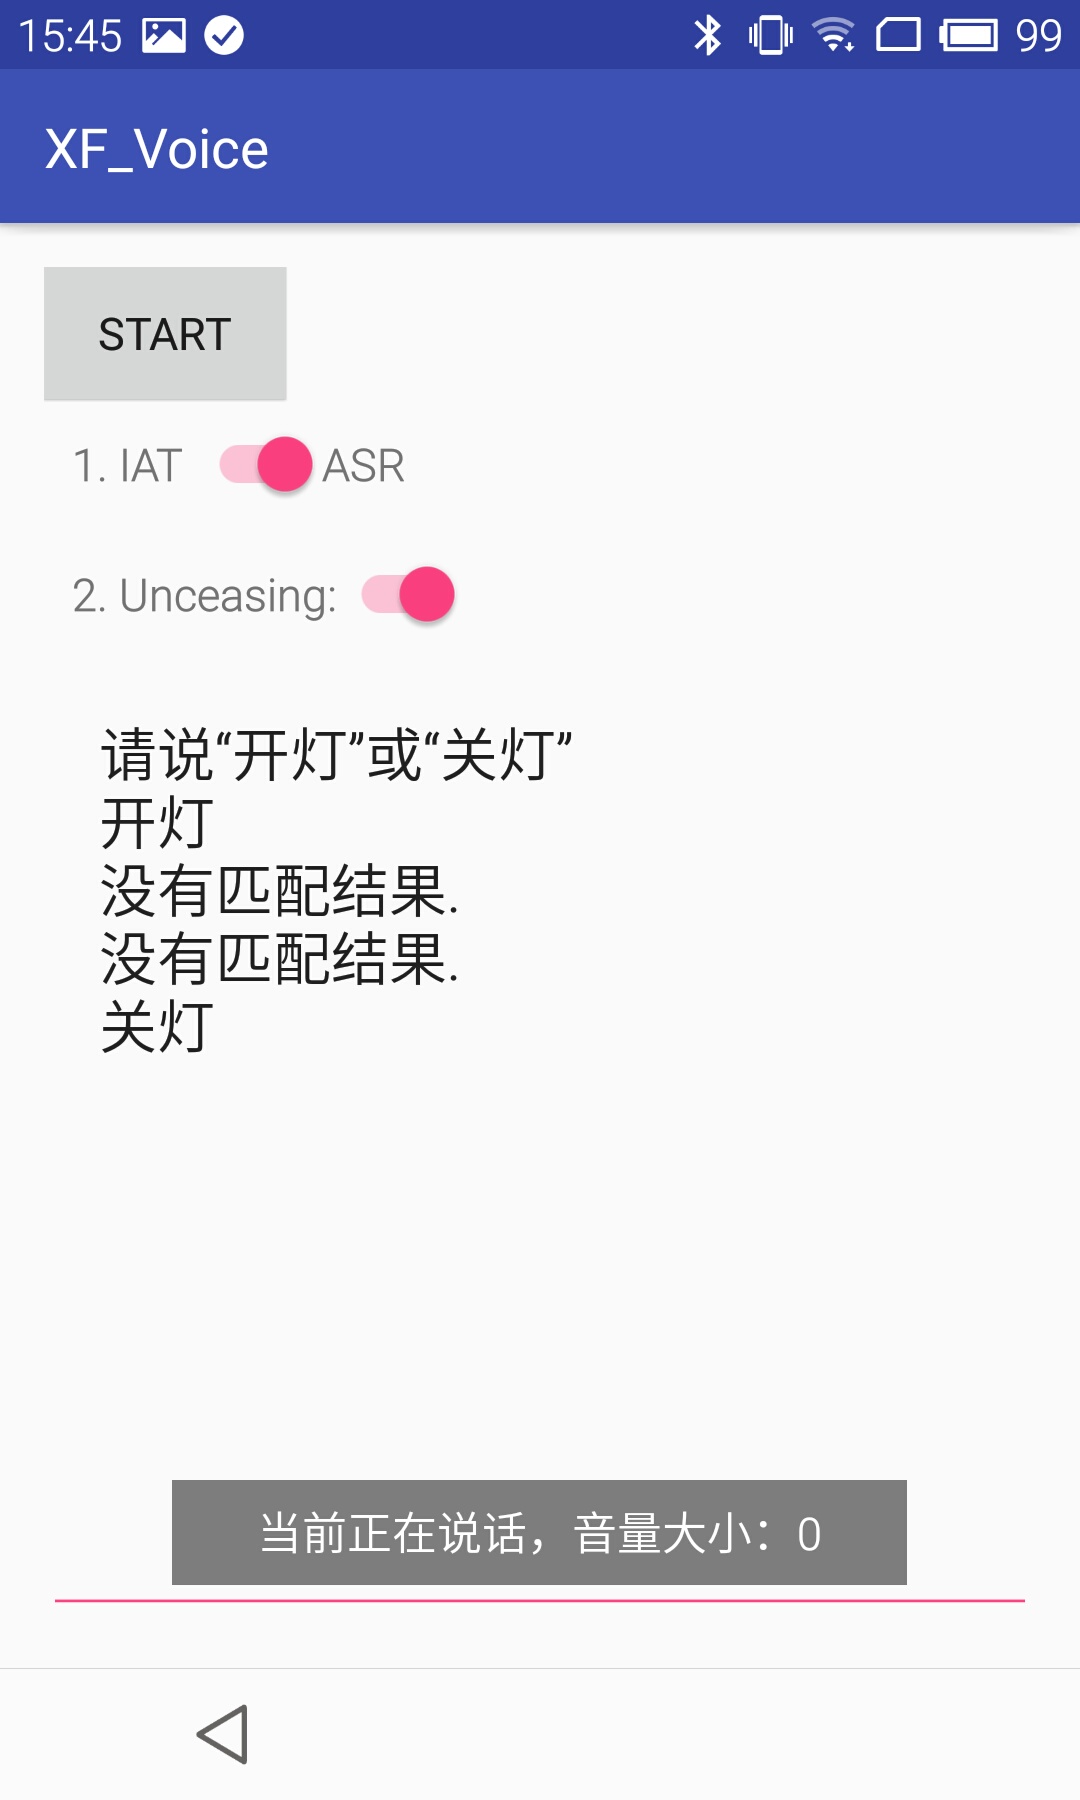 15:45
99
XF_Voice
START
1. IAT ASR
2. Unceasing:
请说“开灯”或“关灯”
开灯
没有匹配结果.
没有匹配结果.
关灯
当前正在说话，音量大小：0